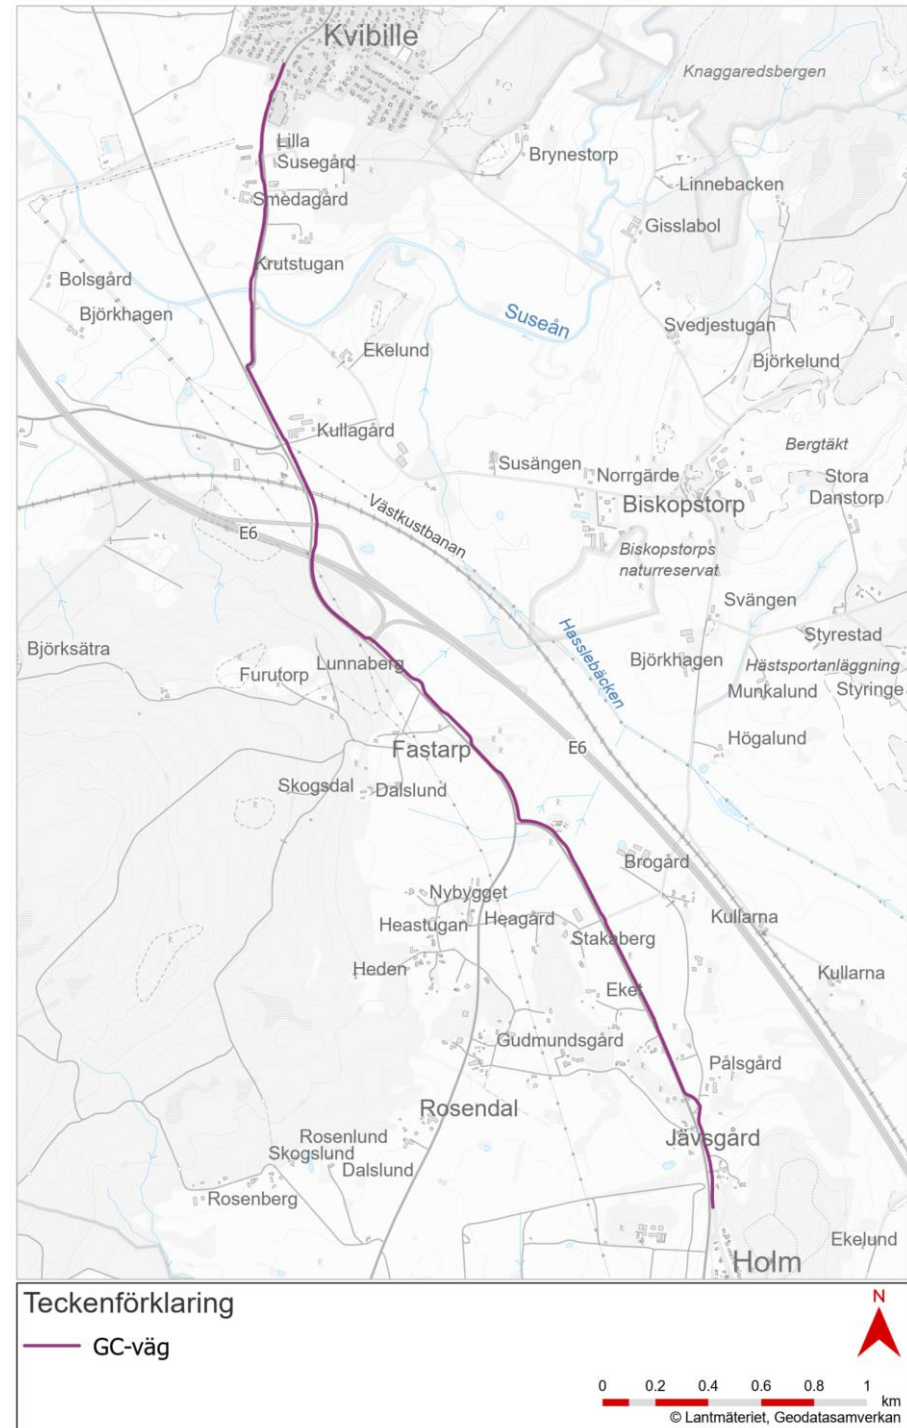 Kvibille
Knaggaredsbergen
Lilla
Susegård
Brynestorp
Linnebacken
Smedagård
Gisslabol
Krutstugan
Bolsgård
Björkhagen
Suseån
Svedjestugan
Ekelund
Björkelund
Kullagård
Bergtäkt
Susängen
Norrgärde
Stora
Danstorp
Biskopstorp
Västkustbanan
E6
Biskopstorps
naturreservat
Svängen
Hasslebäcken
Styrestad
Björksätra
Lunnaberg
Björkhagen
Hästsportanläggning
Furutorp
Munkalund
Styringe
Fastarp
E6
Högalund
Skogsdal
Dalslund
Brogård
Nybygget
Heastugan
Heagård
Kullarna
Stakaberg
Heden
Kullarna
Eket
Gudmundsgård
Pålsgård
Rosendal
Rosenlund
Jävsgård
Skogslund
Dalslund
Rosenberg
Ekelund
Holm
Teckenförklaring
GC-väg
N
0 0.2 0.4 0.6 0.8 1
km
© Lantmäteriet, Geodatasamverkan